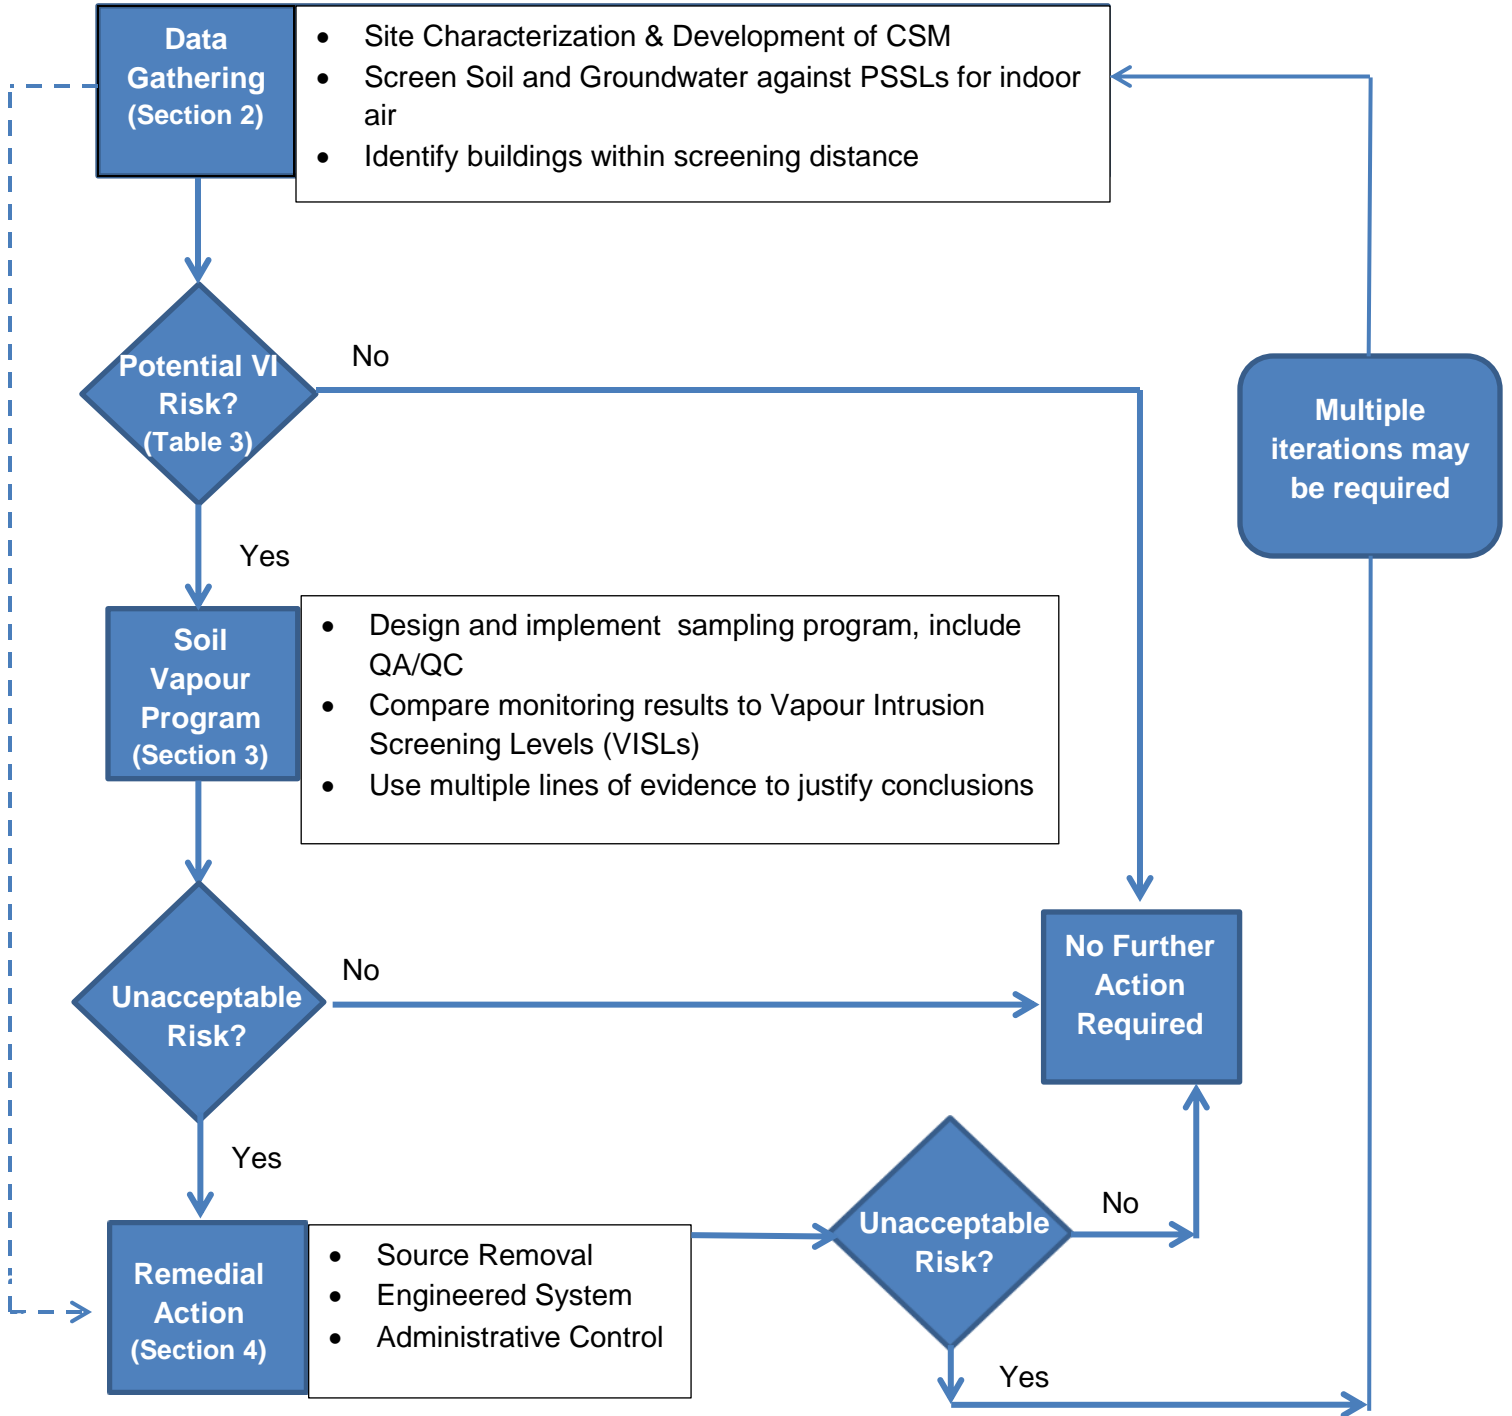 Data
Gathering
(Section 2)
• Site Characterization & Development of CSM
• Screen Soil and Groundwater against PSSLs for indoor
air
• Identify buildings within screening distance
Potential VI
Risk?
(Table 3)
No
Multiple
iterations may
be required
Yes
Soil
Vapour
Program
(Section 3)
• Design and implement sampling program, include
QA/QC
• Compare monitoring results to Vapour Intrusion
Screening Levels (VISLs)
• Use multiple lines of evidence to justify conclusions
Unacceptable
Risk?
No
No Further
Action
Required
Yes
Remedial
Action
(Section 4)
• Source Removal
• Engineered System
• Administrative Control
Unacceptable
Risk?
No
Yes